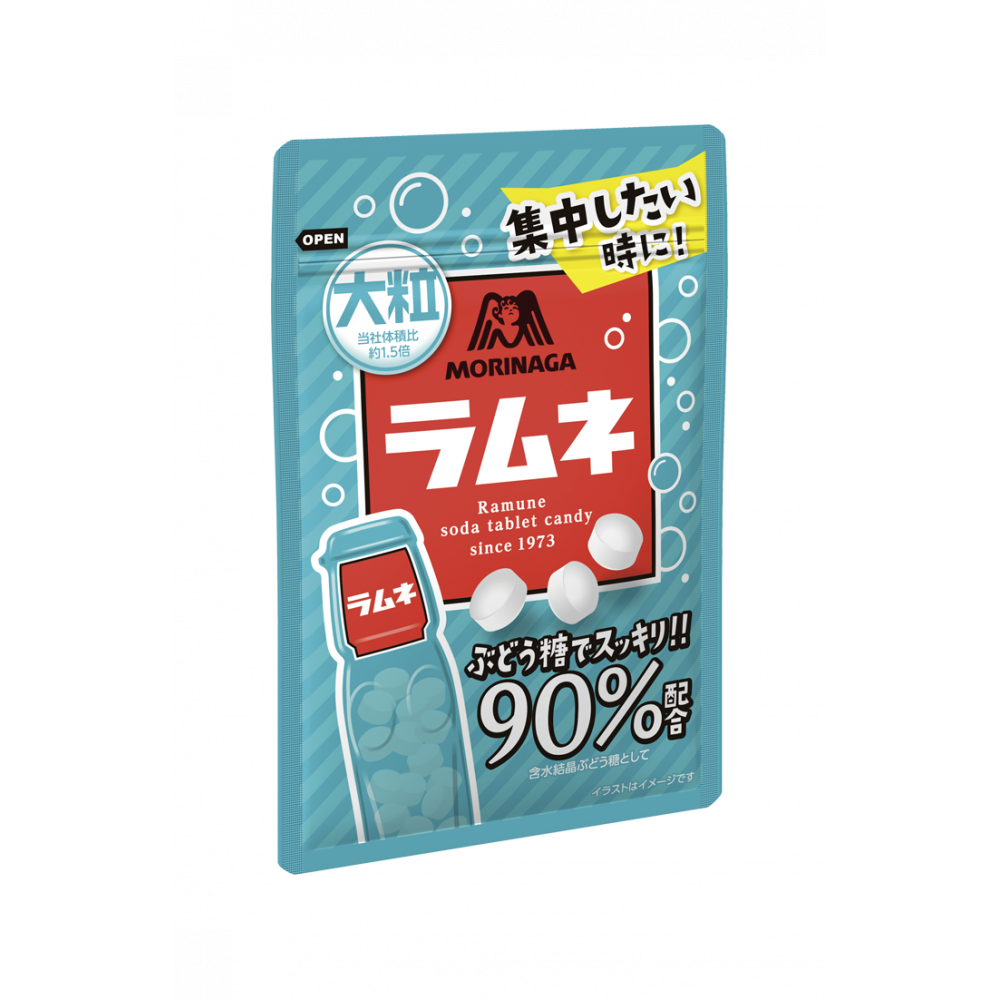 集中したい
時に!
OPEN
大粒
当社体積比
約1.5倍
MORINAGA
ラムネ
Ramune
soda tablet candy
since 1973
ラムネ
ぶどう糖でスッキリ!!
90%配合
含水結晶ぶどう糖として
イラストはイメージです